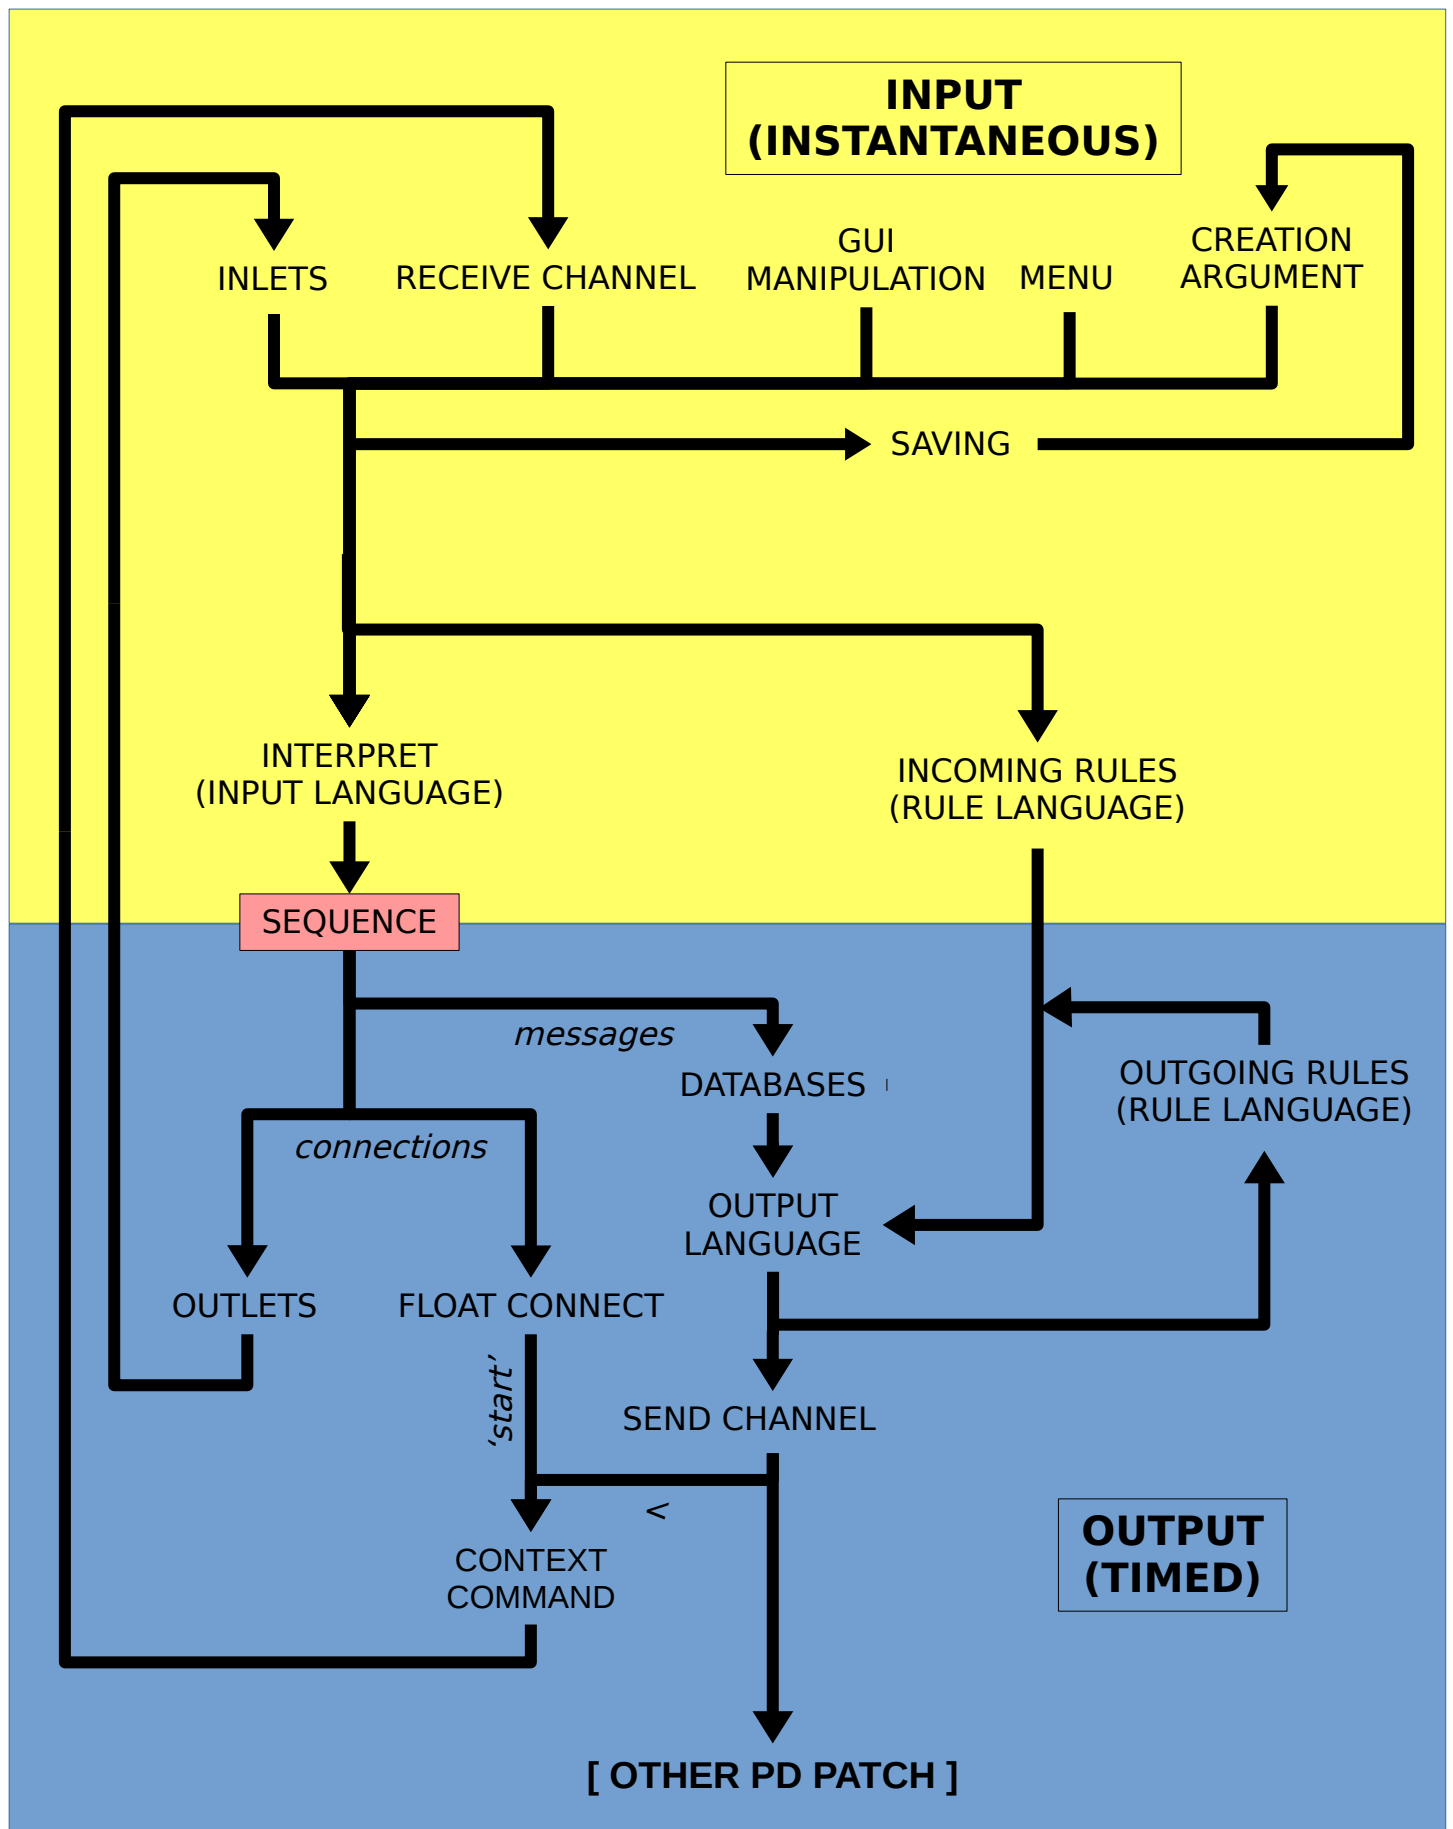 INPUT
(INSTANTANEOUS)
INLETS
RECEIVE CHANNEL
GUI
MANIPULATION
MENU
CREATION
ARGUMENT
SAVING
INTERPRET
(INPUT LANGUAGE)
INCOMING RULES
(RULE LANGUAGE)
SEQUENCE
messages
DATABASES
OUTGOING RULES
(RULE LANGUAGE)
connections
OUTPUT
LANGUAGE
OUTLETS
FLOAT CONNECT
‘start’
SEND CHANNEL
<
CONTEXT
COMMAND
OUTPUT
(TIMED)
[ OTHER PD PATCH ]